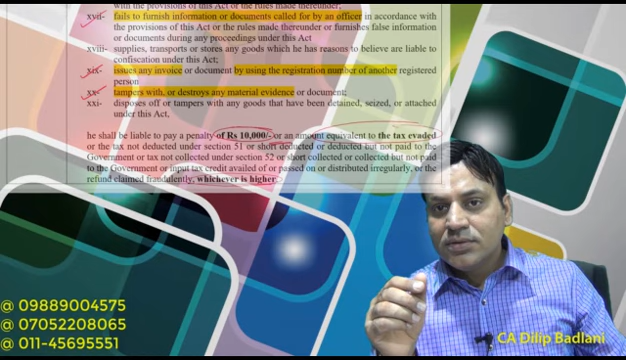 with the provisions of this Act or the rules made thereunder;
xvii- fails to furnish information or documents called for by an officer in accordance with
the provisions of this Act or the rules made thereunder or furnishes false information
or documents during any proceedings under this Act
xviii- supplies, transports or stores any goods which he has reasons to believe are liable to
confiscation under this Act;
xix- issues any invoice or document by using the registration number of another registered
person
xx- tampers with, or destroys any material evidence or document;
xxi- disposes off or tampers with any goods that have been detained, seized, or attached
under this Act,
he shall be liable to pay a penalty of Rs 10,000/- or an amount equivalent to the tax evaded
or the tax not deducted under section 51 or short deducted or deducted but not paid to the
Government or tax not collected under section 52 or short collected or collected but not paid
to the Government or input tax credit availed of or passed on or distributed irregularly, or the
refund claimed fraudulently, whichever is higher.
@ 09889004575
@ 07052208065
@ 011-45695551
CA Dilip Badlani